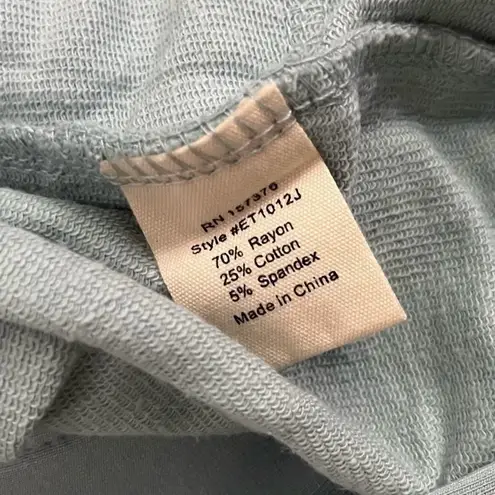 RN 157376
Style #ET1012J
70% Rayon
25% Cotton
5% Spandex
Made in China